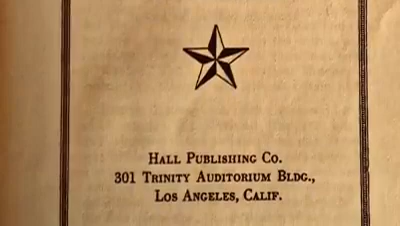 Hall Publishing Co.
301 Trinity Auditorium Bldg.,
Los Angeles, Calif.